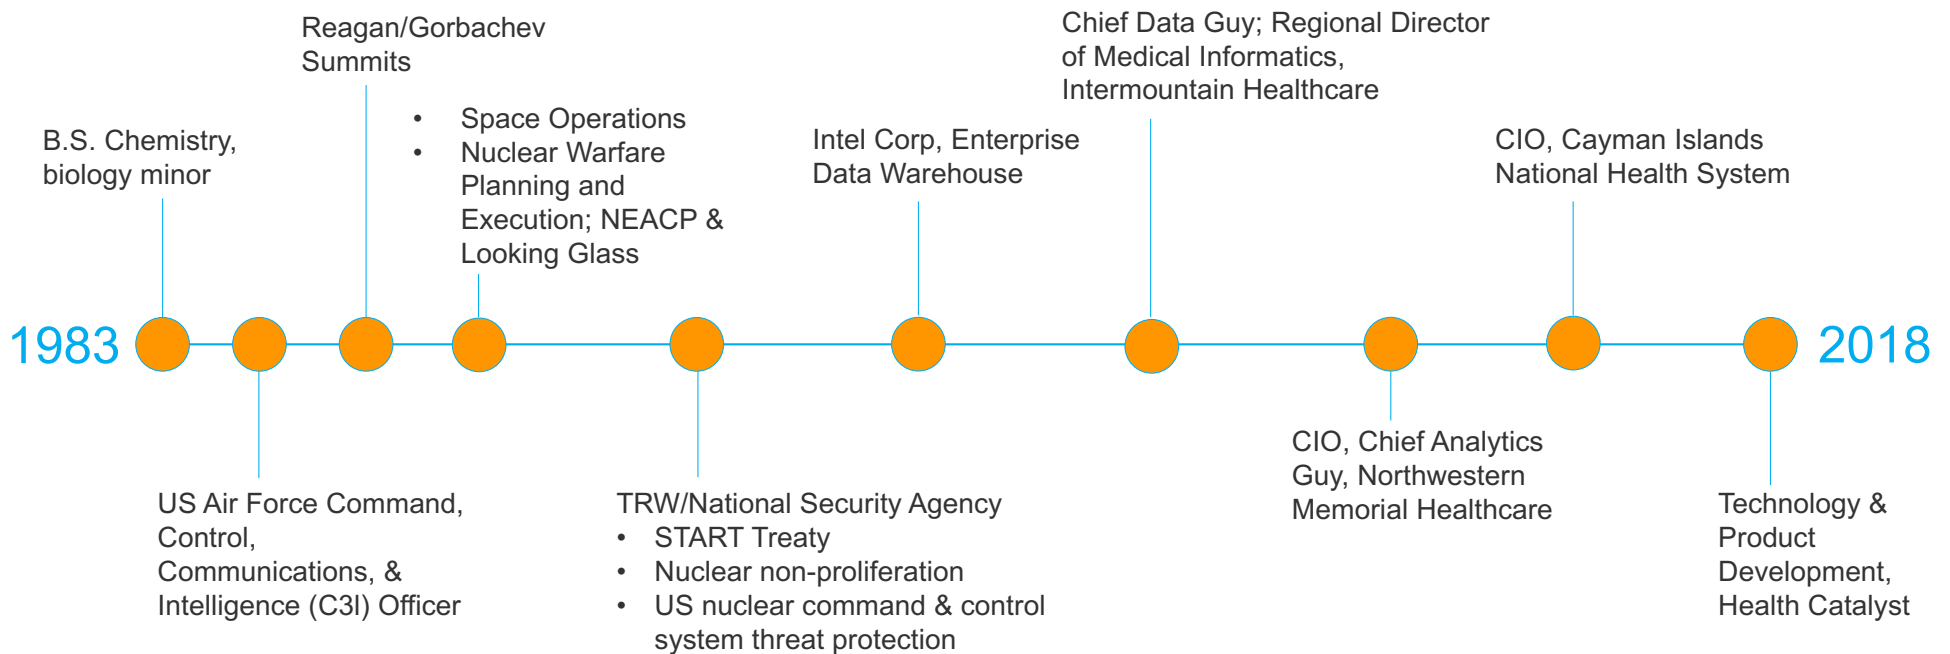 1983
B.S. Chemistry,
biology minor
US Air Force Command,
Control,
Communications, &
Intelligence (C3I) Officer
Reagan/Gorbachev
Summits
• Space Operations
• Nuclear Warfare
Planning and
Execution; NEACP &
Looking Glass
TRW/National Security Agency
• START Treaty
• Nuclear non-proliferation
• US nuclear command & control
system threat protection
Intel Corp, Enterprise
Data Warehouse
Chief Data Guy; Regional Director
of Medical Informatics,
Intermountain Healthcare
CIO, Chief Analytics
Guy, Northwestern
Memorial Healthcare
CIO, Cayman Islands
National Health System
Technology &
Product
Development,
Health Catalyst
2018